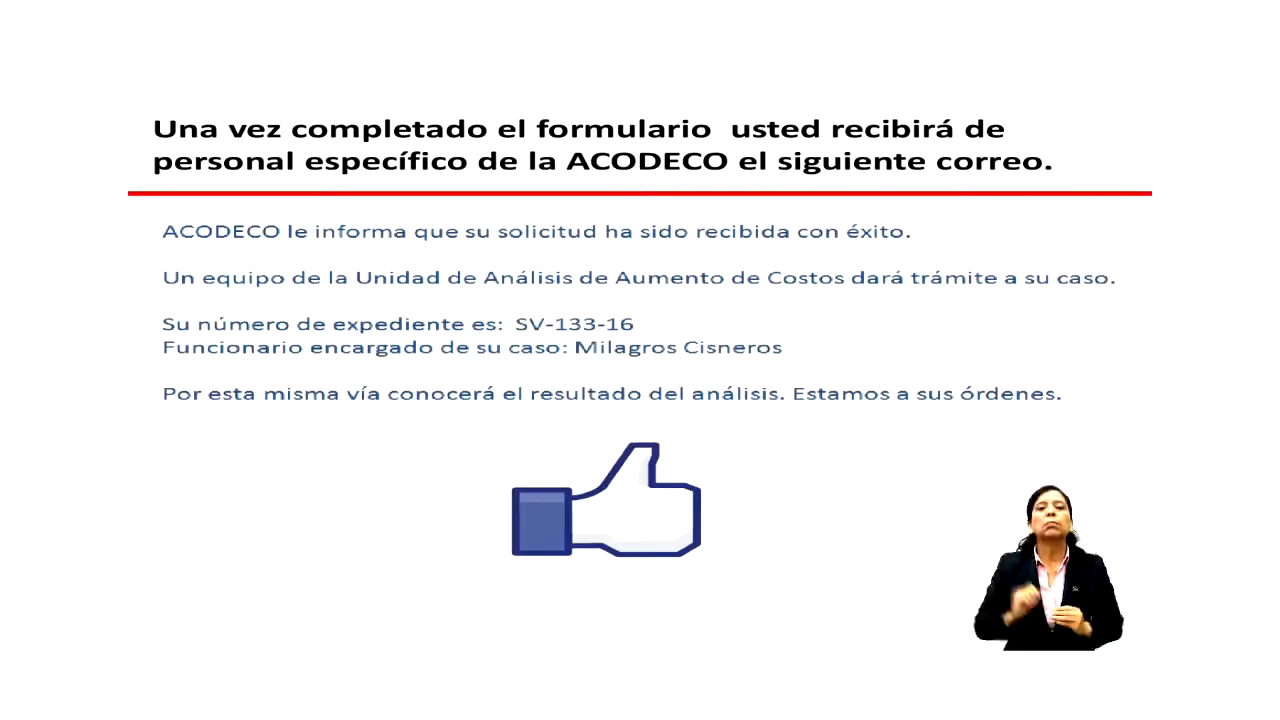 Una vez completado el formulario usted recibirá de
personal específico de la ACODECO el siguiente correo.
ACODECO le informa que su solicitud ha sido recibida con éxito.
Un equipo de la Unidad de Análisis de Aumento de Costos dará trámite a su caso.
Su número de expediente es: SV-133-16
Funcionario encargado de su caso: Milagros Cisneros
Por esta misma vía conocerá el resultado del análisis. Estamos a sus órdenes.